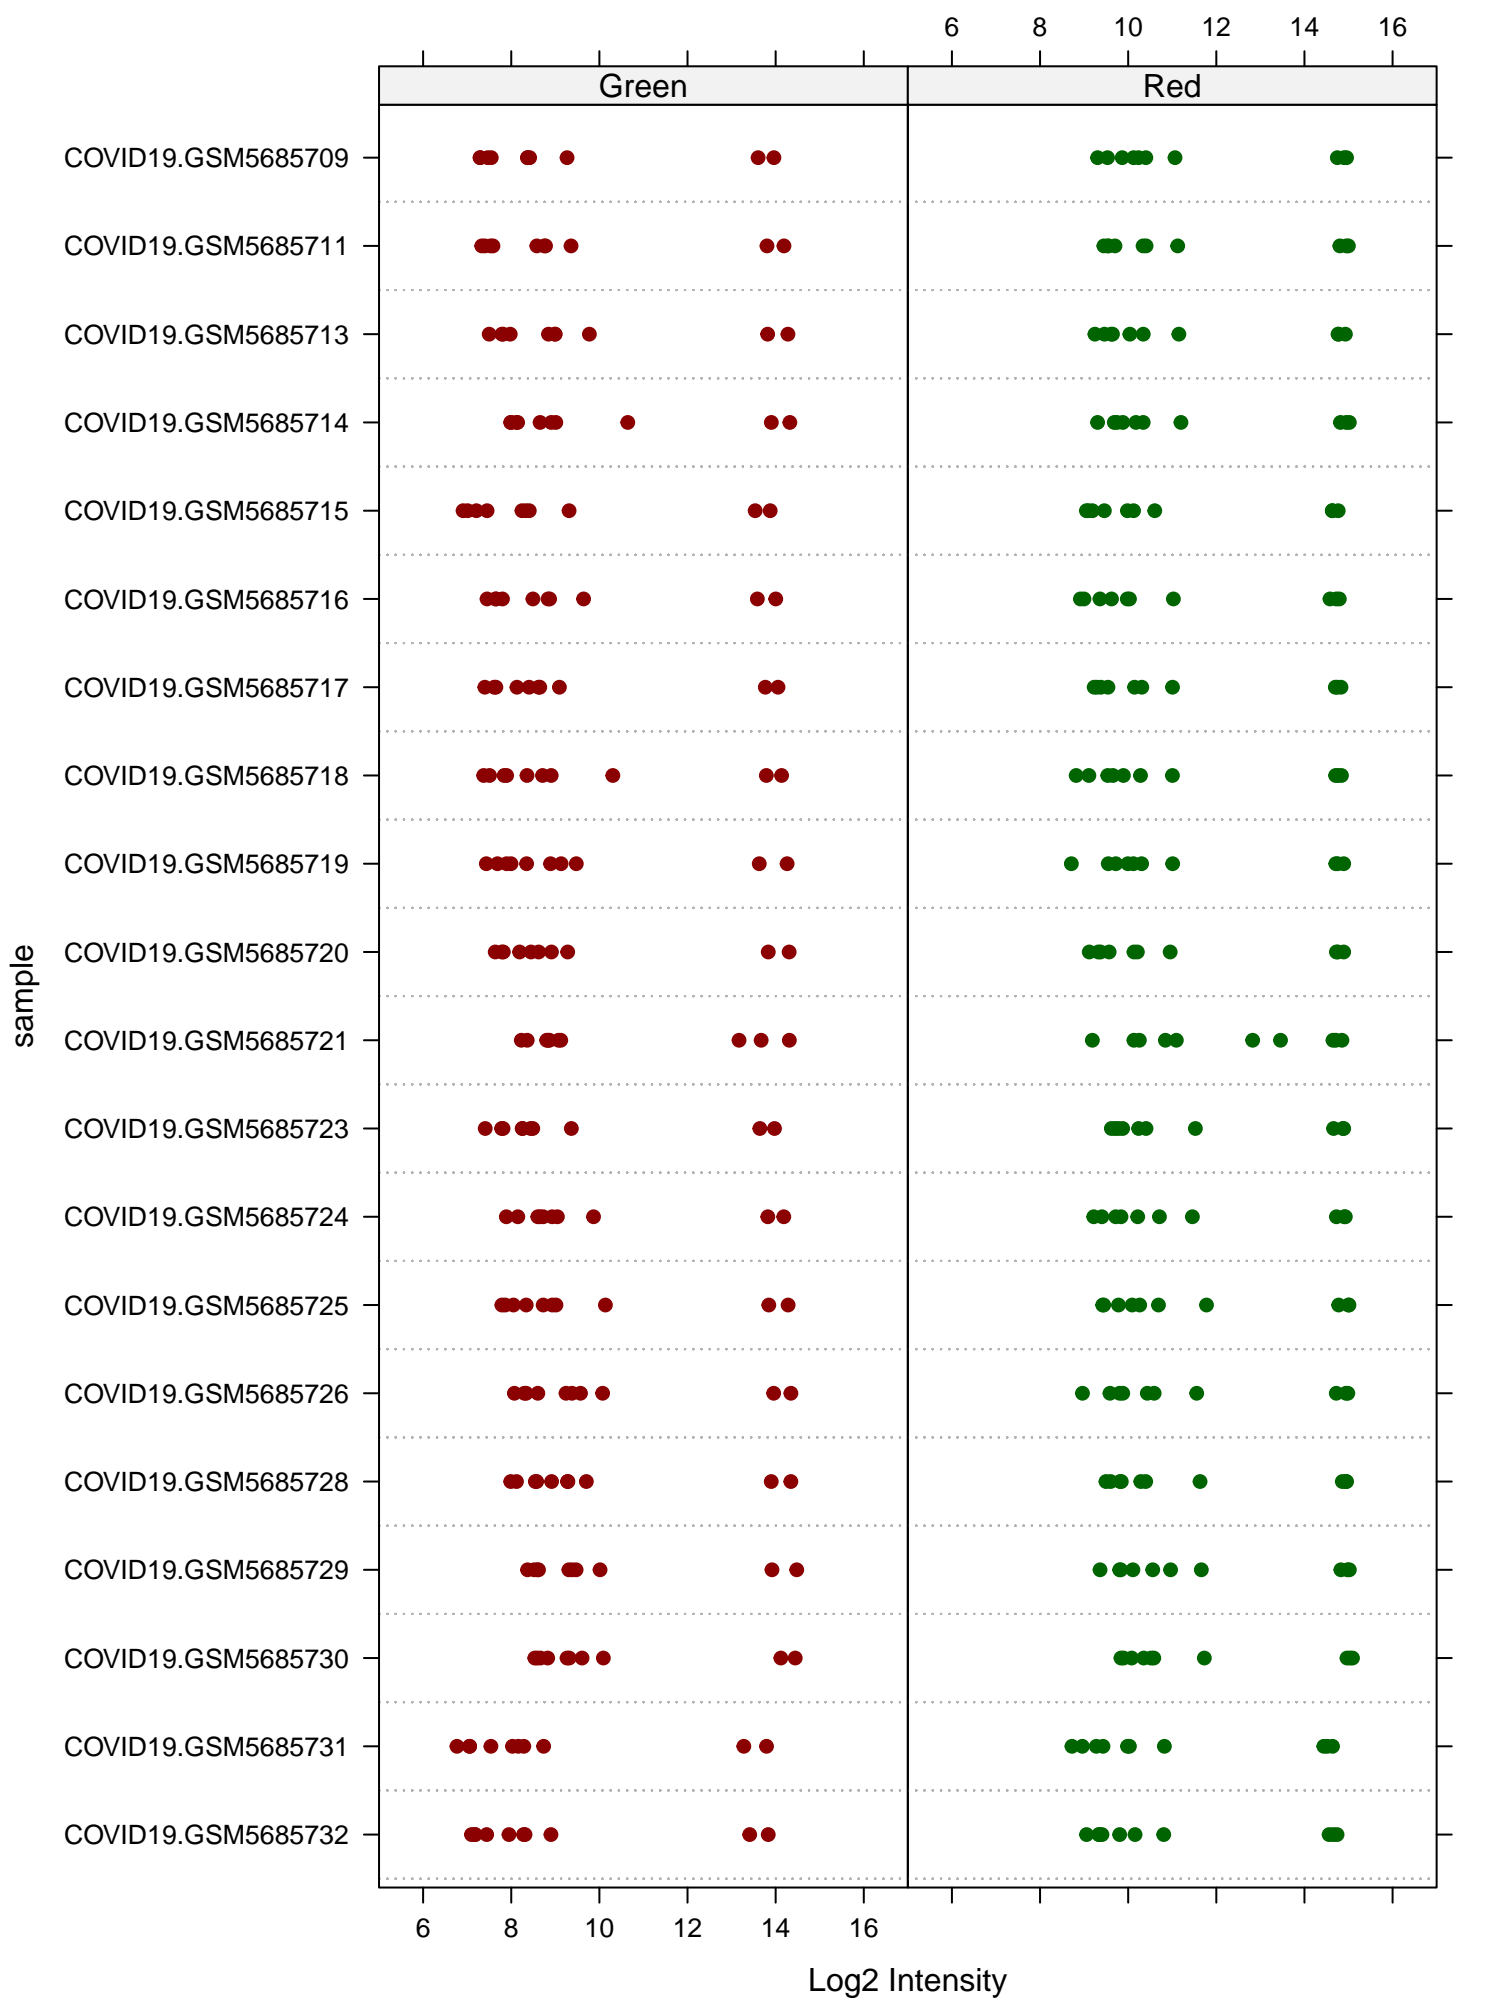 6 8 10 12 14 16
Green Red
COVID19.GSM5685709
COVID19.GSM5685711
COVID19.GSM5685713
COVID19.GSM5685714
COVID19.GSM5685715
COVID19.GSM5685716
COVID19.GSM5685717
COVID19.GSM5685718
COVID19.GSM5685719
COVID19.GSM5685720
COVID19.GSM5685721
COVID19.GSM5685723
COVID19.GSM5685724
COVID19.GSM5685725
COVID19.GSM5685726
COVID19.GSM5685728
COVID19.GSM5685729
COVID19.GSM5685730
COVID19.GSM5685731
COVID19.GSM5685732
sample
6 8 10 12 14 16
Log2 Intensity